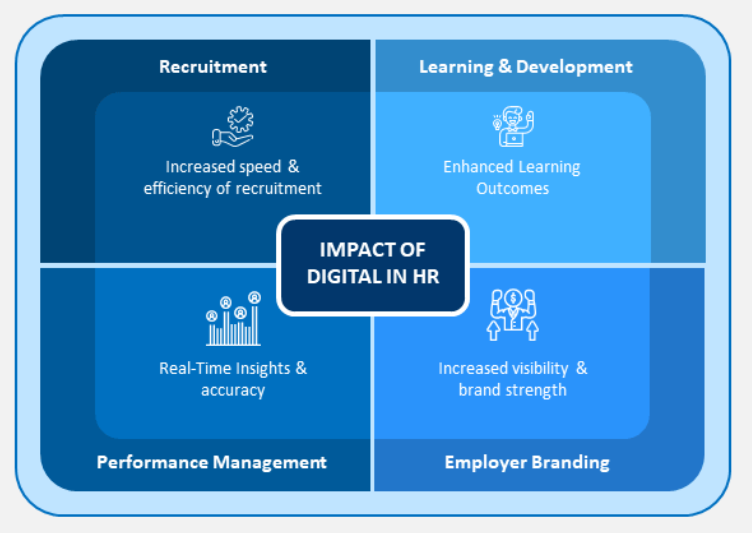 Recruitment
Learning & Development
Increased speed &
efficiency of recruitment
Enhanced Learning
Outcomes
IMPACT OF
DIGITAL IN HR
Real-Time Insights &
accuracy
Increased visibility &
brand strength
Performance Management
Employer Branding